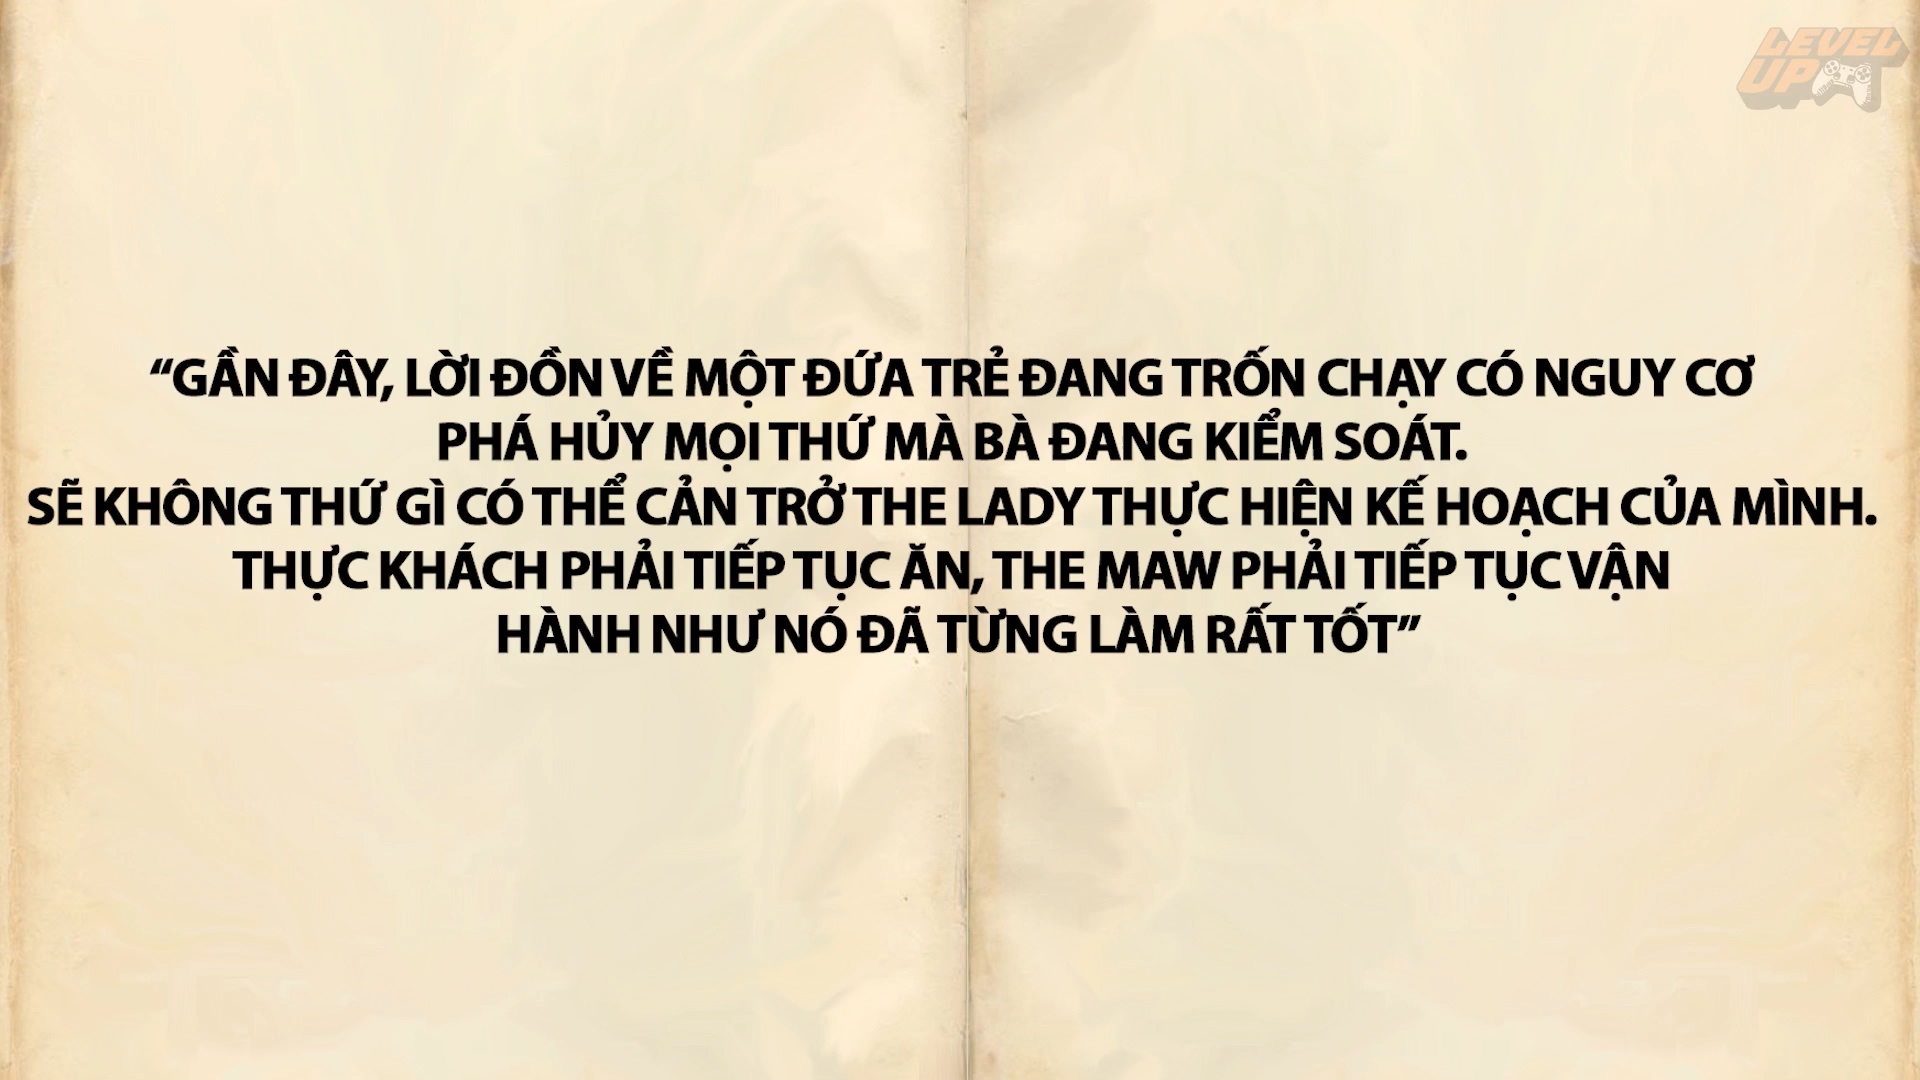 LEVEL
UP
“GẦN ĐÂY, LỜI ĐỒN VỀ MỘT ĐỨA TRẺ ĐANG TRỐN CHẠY CÓ NGUY CƠ
PHÁ HỦY MỌI THỨ MÀ BÀ ĐANG KIỂM SOÁT.
SẼ KHÔNG THỨ GÌ CÓ THỂ CẢN TRỞ THE LADY THỰC HIỆN KẾ HOẠCH CỦA MÌNH.
THỰC KHÁCH PHẢI TIẾP TỤC ĂN, THE MAW PHẢI TIẾP TỤC VẬN
HÀNH NHƯ NÓ ĐÃ TỪNG LÀM RẤT TỐT”